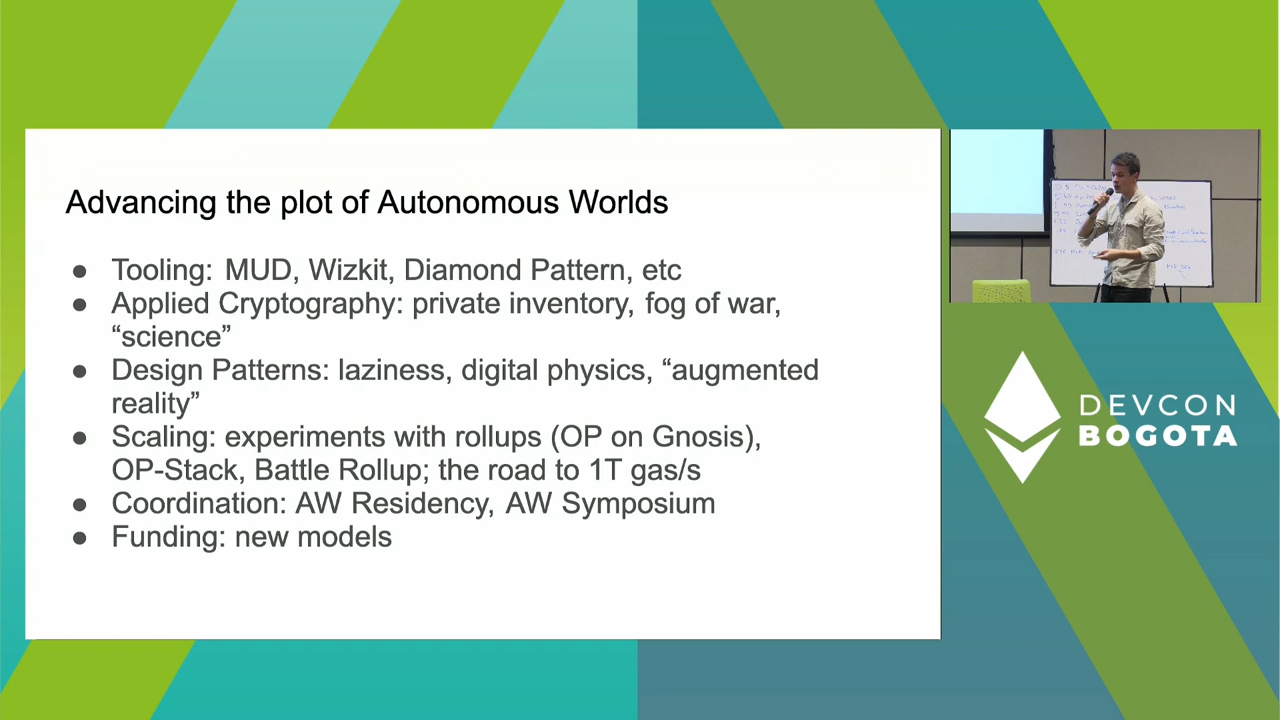 Advancing the plot of Autonomous Worlds
● Tooling: MUD, Wizkit, Diamond Pattern, etc
● Applied Cryptography: private inventory, fog of war,
“science”
● Design Patterns: laziness, digital physics, “augmented
reality”
● Scaling: experiments with rollups (OP on Gnosis),
OP-Stack, Battle Rollup; the road to 1T gas/s
● Coordination: AW Residency, AW Symposium
● Funding: new models
DEVCON
BOGOTA